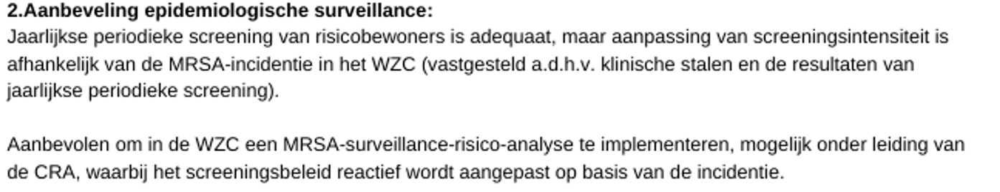 2.Aanbeveling epidemiologische surveillance:
Jaarlijkse periodieke screening van risicobewoners is adequaat, maar aanpassing van screeningsintensiteit is
afhankelijk van de MRSA-incidentie in het WZC (vastgesteld a.d.h.v. klinische stalen en de resultaten van
jaarlijkse periodieke screening).
Aanbevolen om in de WZC een MRSA-surveillance-risico-analyse te implementeren, mogelijk onder leiding van
de CRA, waarbij het screeningsbeleid reactief wordt aangepast op basis van de incidentie.